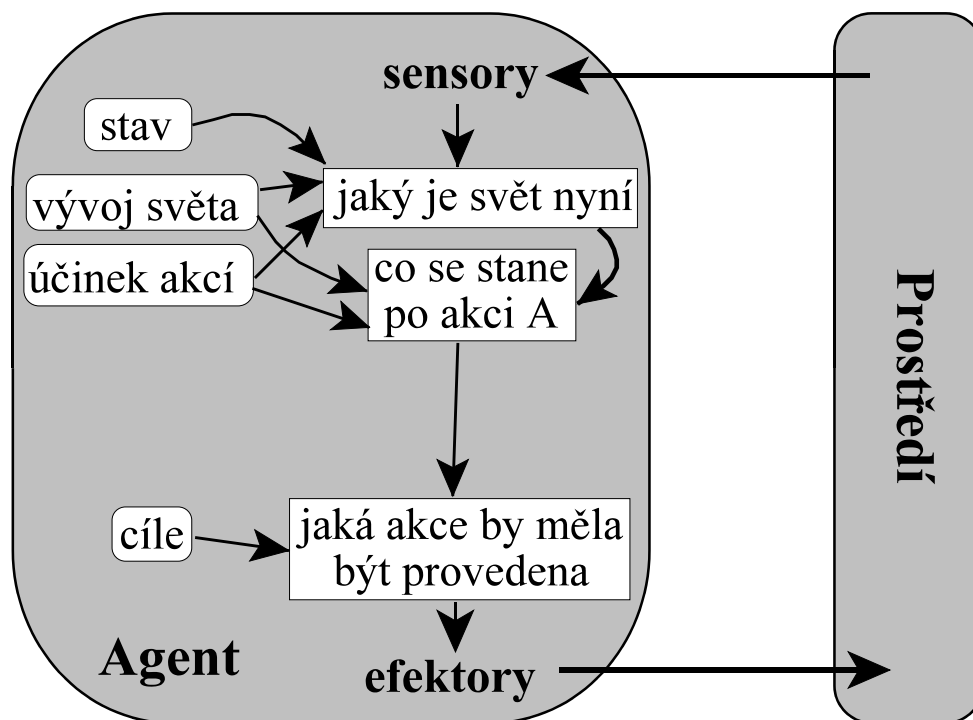 sensory
stav
jaký je svět nyní
vývoj světa
účinek akcí
co se stane
po akci A
Prostředí
cíle
jaká akce by měla
být provedena
Agent
efektory